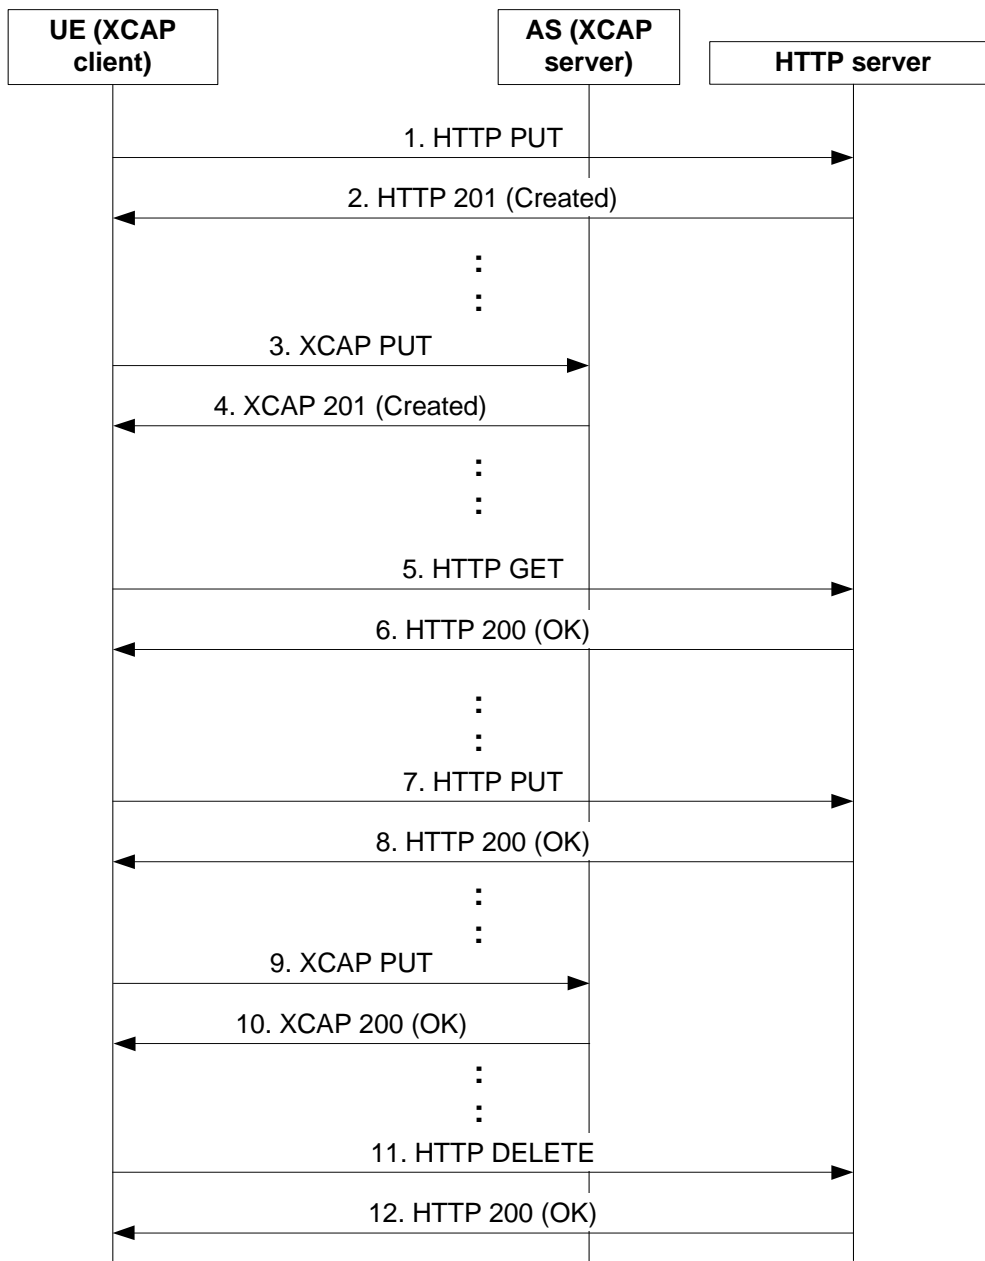 UE (XCAP
client)
AS (XCAP
server)
HTTP server
1. HTTP PUT
2. HTTP 201 (Created)
:
:
3. XCAP PUT
4. XCAP 201 (Created)
:
:
5. HTTP GET
6. HTTP 200 (OK)
:
:
7. HTTP PUT
8. HTTP 200 (OK)
:
:
9. XCAP PUT
10. XCAP 200 (OK)
:
:
11. HTTP DELETE
12. HTTP 200 (OK)